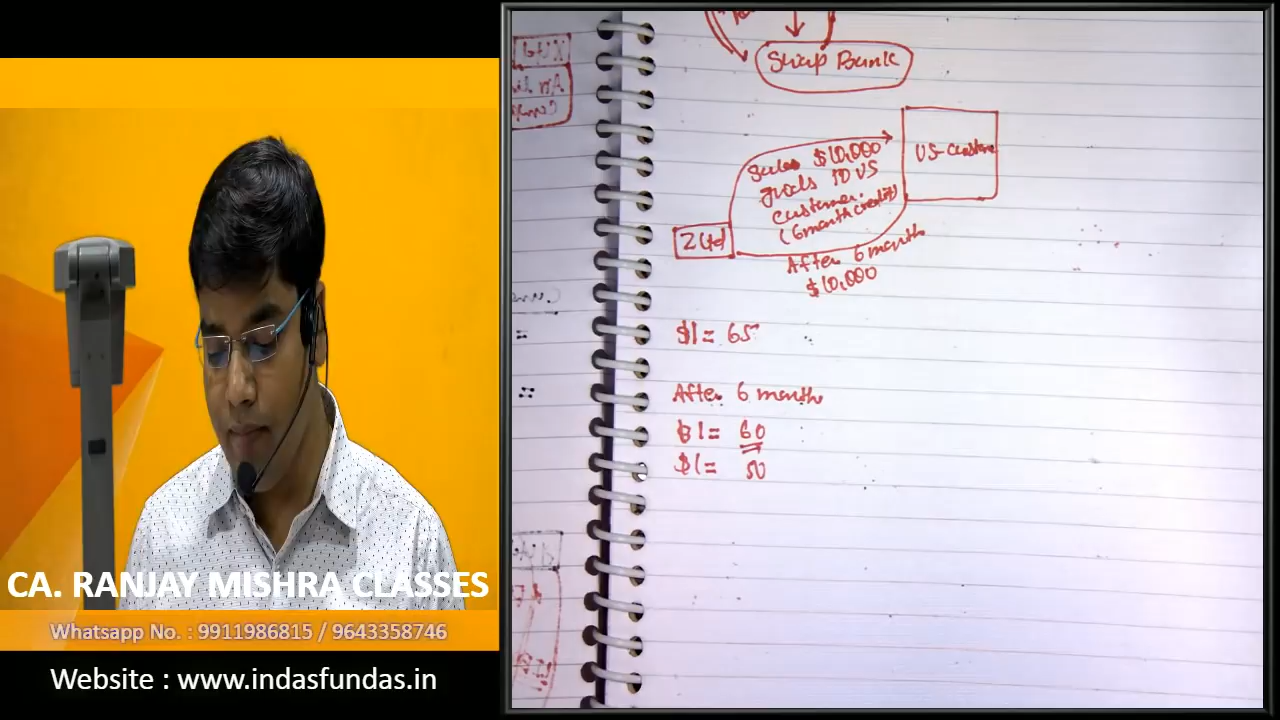 Swap Bank
Sales $10,000
goods to US
customer.
(6 month credit)
US-custome
Z Ltd
After 6 month
$10,000
$1 = 65
After 6 month
$1 = 60
$1 = 50
CA. RANJAY MISHRA CLASSES
Whatsapp No. : 9911986815 / 9643358746
Website : www.indasfundas.in